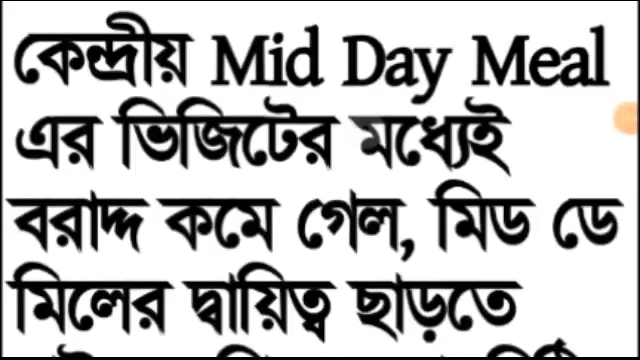 কেন্দ্রীয় Mid Day Meal
এর ভিজিটের মধ্যেই
বরাদ্দ কমে গেল, মিড ডে
মিলের দ্বায়িত্ব ছাড়তে